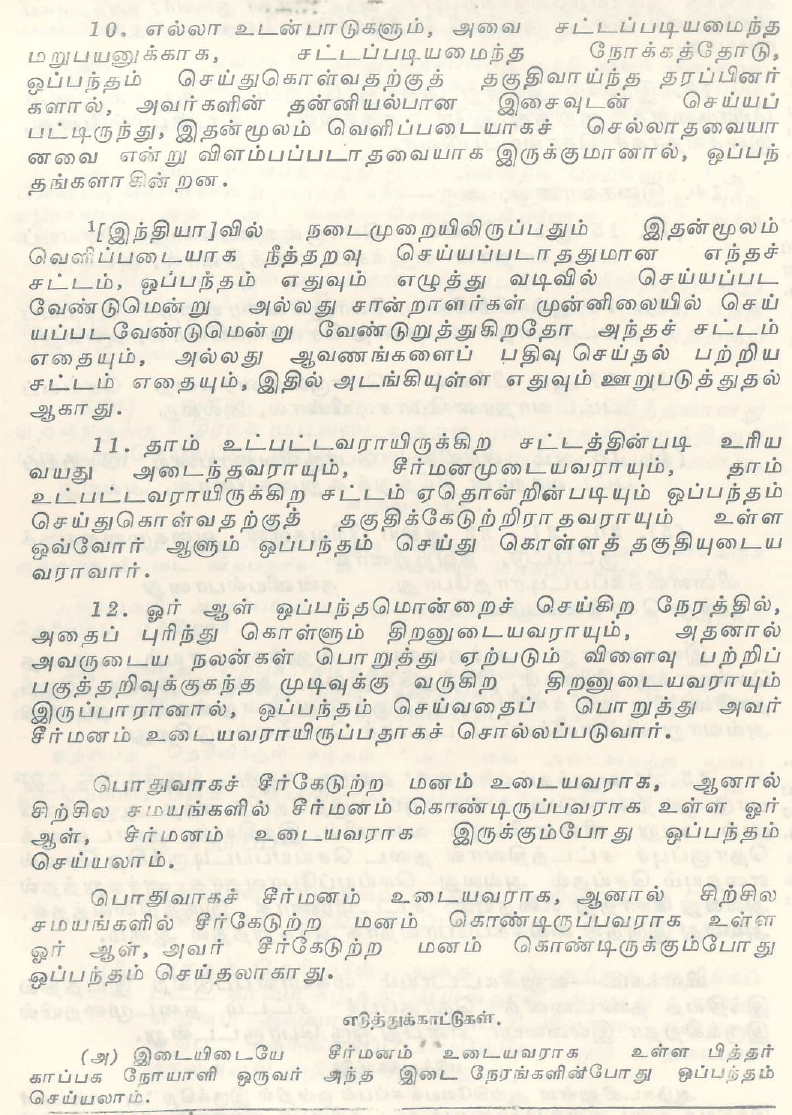 10. எல்லா உடன்பாடுகளும், அவை சட்டப்படியமைந்த
மறுபயனுக்காக, சட்டப்படியமைந்த நோக்கத்தோடு,
ஒப்பந்தம் செய்துகொள்வதற்குத் தகுதிவாய்ந்த தரப்பினர்
களால், அவர்களின் தன்னியல்பான இசைவுடன் செய்யப்
பட்டிருந்து, இதன்மூலம் வெளிப்படையாகச் செல்லாதவையா
னவை என்று விளம்பப்படாதவையாக இருக்குமானால், ஒப்பந்
தங்களாகின்றன.
¹[இந்தியா]வில் நடைமுறையிலிருப்பதும் இதன்மூலம்
வெளிப்படையாக நீத்தறவு செய்யப்படாததுமான எந்தச்
சட்டம், ஒப்பந்தம் எதுவும் எழுத்து வடிவில் செய்யப்பட
வேண்டுமென்று அல்லது சான்றாளர்கள் முன்னிலையில் செய்
யப்படவேண்டுமென்று வேண்டுறுத்துகிறதோ அந்தச் சட்டம்
எதையும், அல்லது ஆவணங்களைப் பதிவு செய்தல் பற்றிய
சட்டம் எதையும், இதில் அடங்கியுள்ள எதுவும் ஊறுபடுத்துதல்
ஆகாது.
11. தாம் உட்பட்டவராயிருக்கிற சட்டத்தின்படி உரிய
வயது அடைந்தவராயும், சீர்மனமுடையவராயும், தாம்
உட்பட்டவராயிருக்கிற சட்டம் ஏதொன்றின்படியும் ஒப்பந்தம்
செய்துகொள்வதற்குத் தகுதிக்கேடுற்றிராதவராயும் உள்ள
ஒவ்வோர் ஆளும் ஒப்பந்தம் செய்து கொள்ளத் தகுதியுடைய
வராவார்.
12. ஓர் ஆள் ஒப்பந்தமொன்றைச் செய்கிற நேரத்தில்,
அதைப் புரிந்து கொள்ளும் திறனுடையவராயும், அதனால்
அவருடைய நலன்கள் பொறுத்து ஏற்படும் விளைவு பற்றிப்
பகுத்தறிவுக்குகந்த முடிவுக்கு வருகிற திறனுடையவராயும்
இருப்பாரானால், ஒப்பந்தம் செய்வதைப் பொறுத்து அவர்
சீர்மனம் உடையவராயிருப்பதாகச் சொல்லப்படுவார்.
பொதுவாகச் சீர்கேடுற்ற மனம் உடையவராக, ஆனால்
சிற்சில சமயங்களில் சீர்மனம் கொண்டிருப்பவராக உள்ள ஓர்
ஆள், சீர்மனம் உடையவராக இருக்கும்போது ஒப்பந்தம்
செய்யலாம்.
பொதுவாகச் சீர்மனம் உடையவராக, ஆனால் சிற்சில
சமயங்களில் சீர்கேடுற்ற மனம் கொண்டிருப்பவராக உள்ள
ஓர் ஆள், அவர் சீர்கேடுற்ற மனம் கொண்டிருக்கும்போது
ஒப்பந்தம் செய்தலாகாது.
எடுத்துக்காட்டுகள்.
(அ) இடையிடையே சீர்மனம் உடையவராக உள்ள பித்தர்
காப்பக நோயாளி ஒருவர் அந்த இடை நேரங்களின்போது ஒப்பந்தம்
செய்யலாம்.